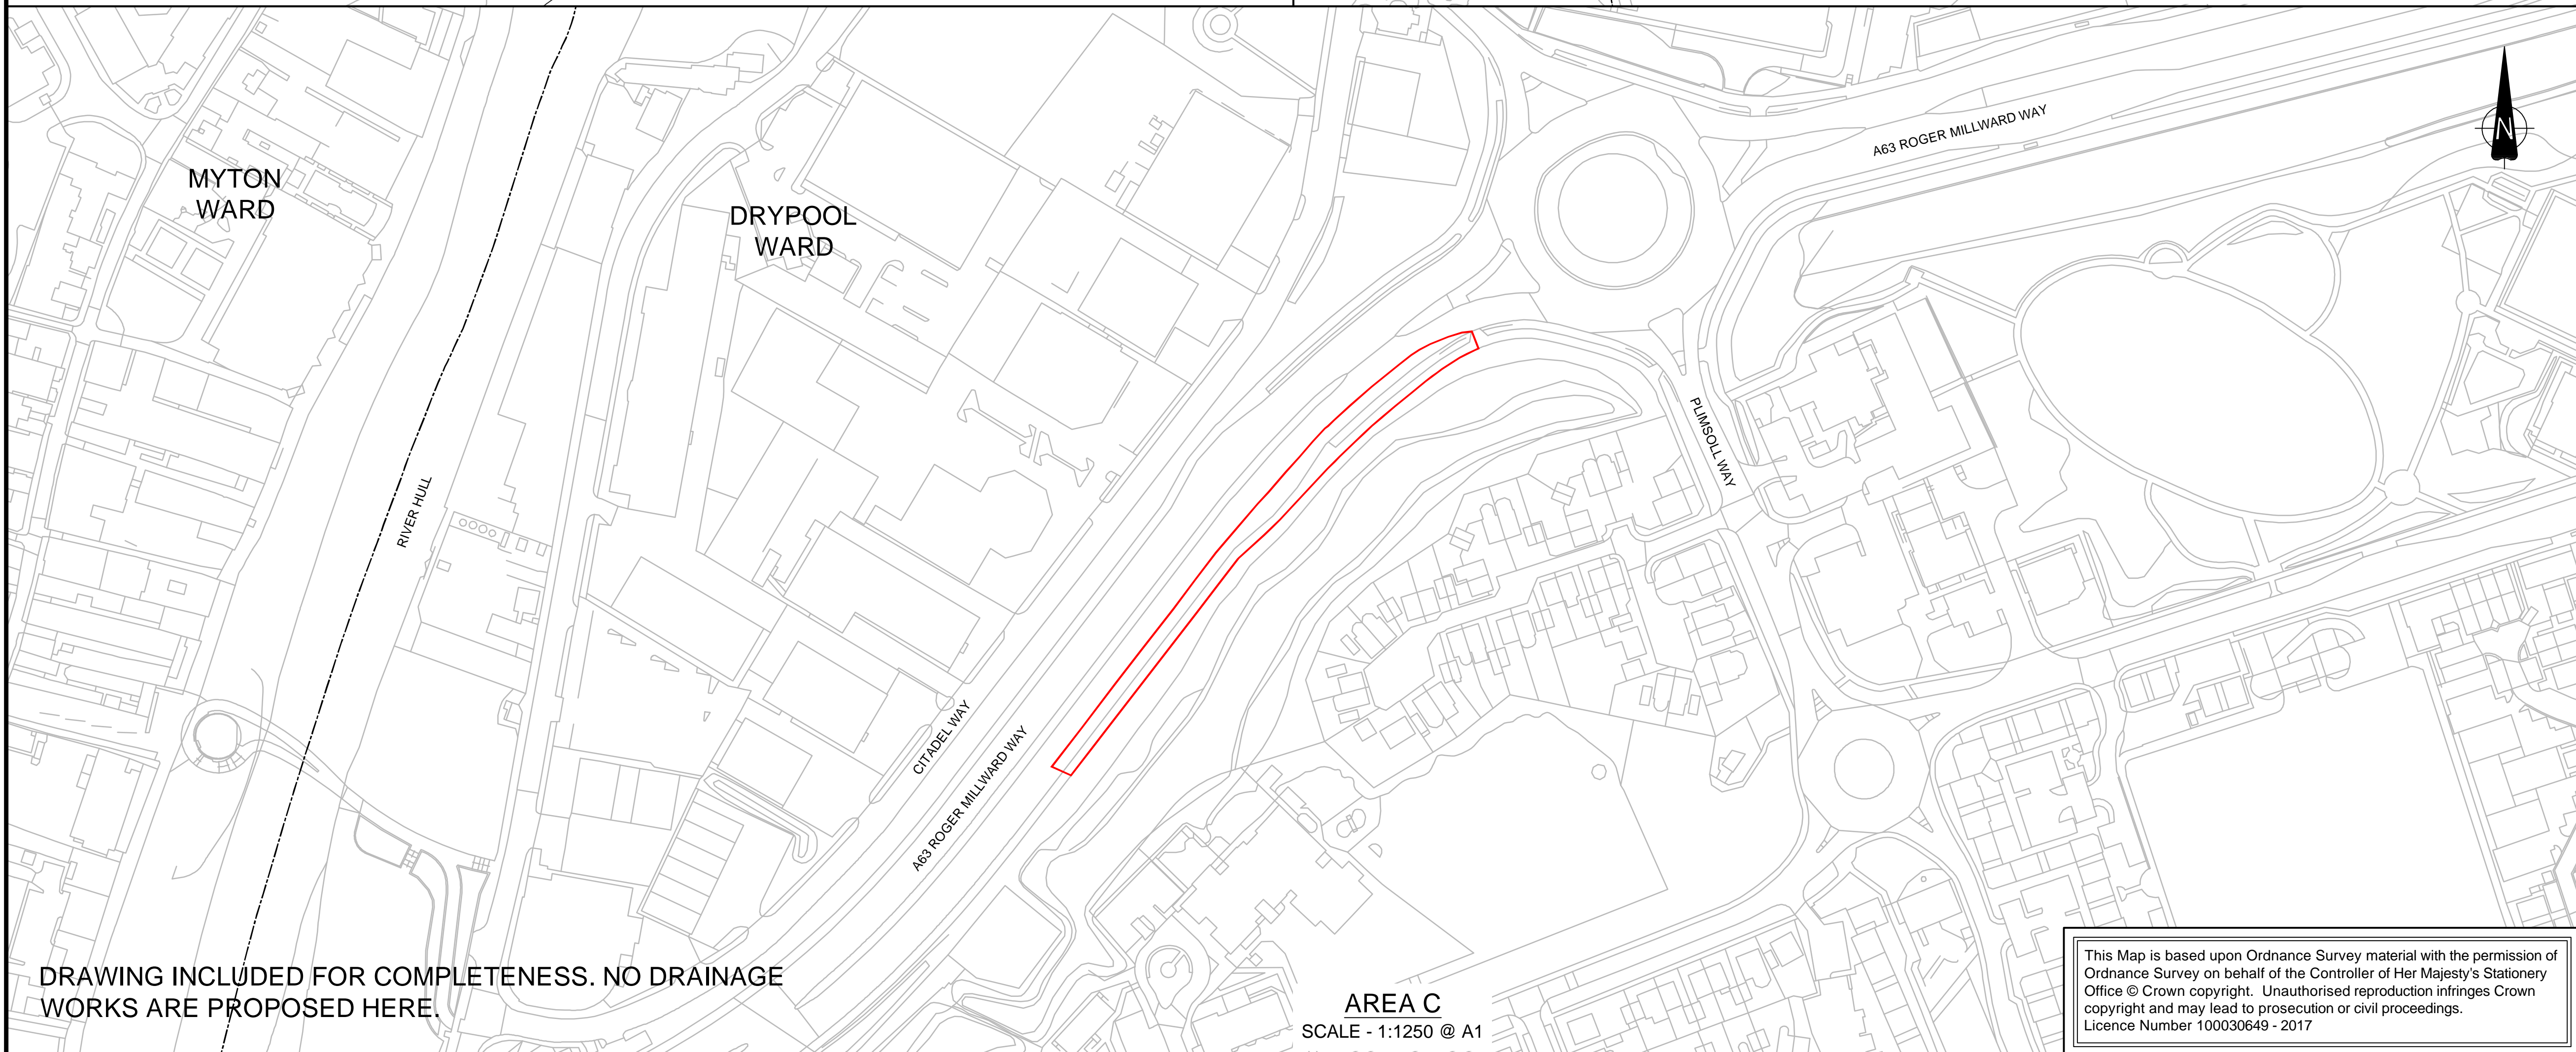 A63 ROGER MILLWARD WAY
N
MYTON
WARD
DRYPOOL
WARD
PLIMSOLL WAY
RIVER HULL
CITADEL WAY
A63 ROGER MILLWARD WAY
DRAWING INCLUDED FOR COMPLETENESS. NO DRAINAGE
WORKS ARE PROPOSED HERE.
AREA C
SCALE - 1:1250 @ A1
This Map is based upon Ordnance Survey material with the permission of
Ordnance Survey on behalf of the Controller of Her Majesty's Stationery
Office © Crown copyright. Unauthorised reproduction infringes Crown
copyright and may lead to prosecution or civil proceedings.
Licence Number 100030649 - 2017